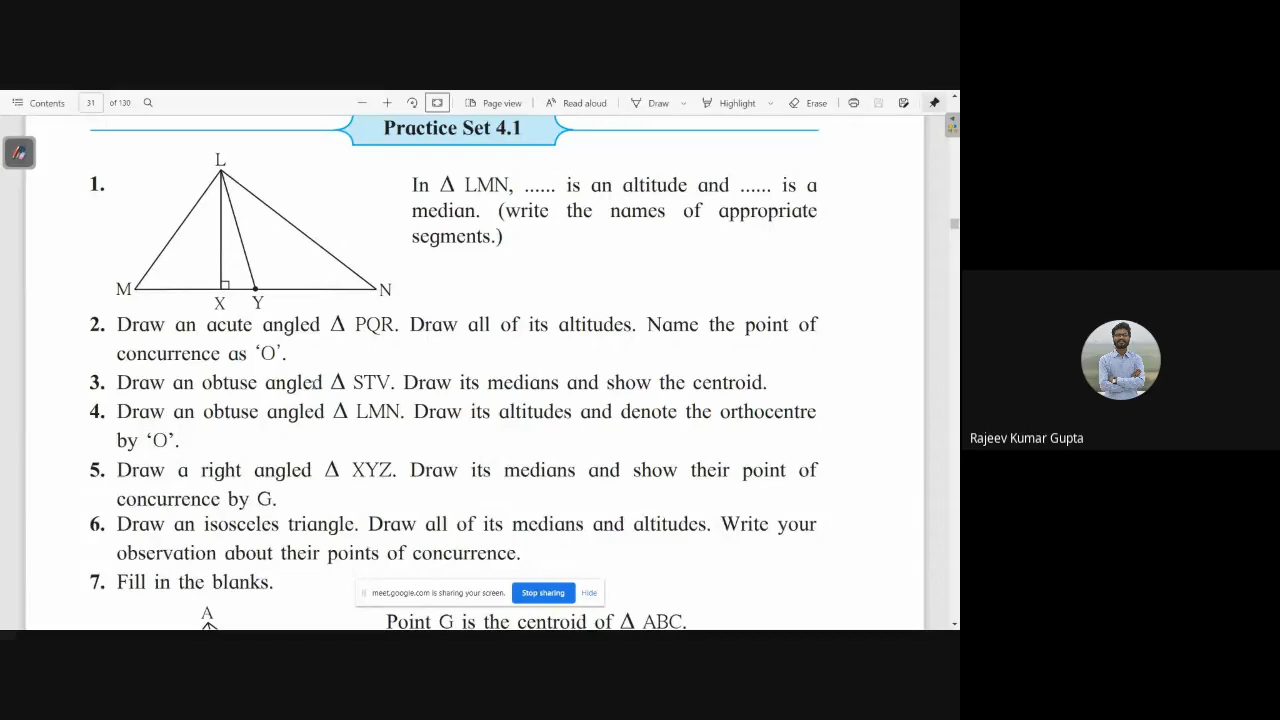 Contents 31 of 130 Page view Read aloud Draw Highlight Erase
Practice Set 4.1
1.
L
M
X
Y
N
In Δ LMN, ...... is an altitude and ...... is a
median. (write the names of appropriate
segments.)
2. Draw an acute angled Δ PQR. Draw all of its altitudes. Name the point of
concurrence as ‘O’.
3. Draw an obtuse angled Δ STV. Draw its medians and show the centroid.
4. Draw an obtuse angled Δ LMN. Draw its altitudes and denote the orthocentre
by ‘O’.
5. Draw a right angled Δ XYZ. Draw its medians and show their point of
concurrence by G.
6. Draw an isosceles triangle. Draw all of its medians and altitudes. Write your
observation about their points of concurrence.
7. Fill in the blanks.
meet.google.com is sharing your screen. Stop sharing Hide
A
Point G is the centroid of Δ ABC.
Rajeev Kumar Gupta